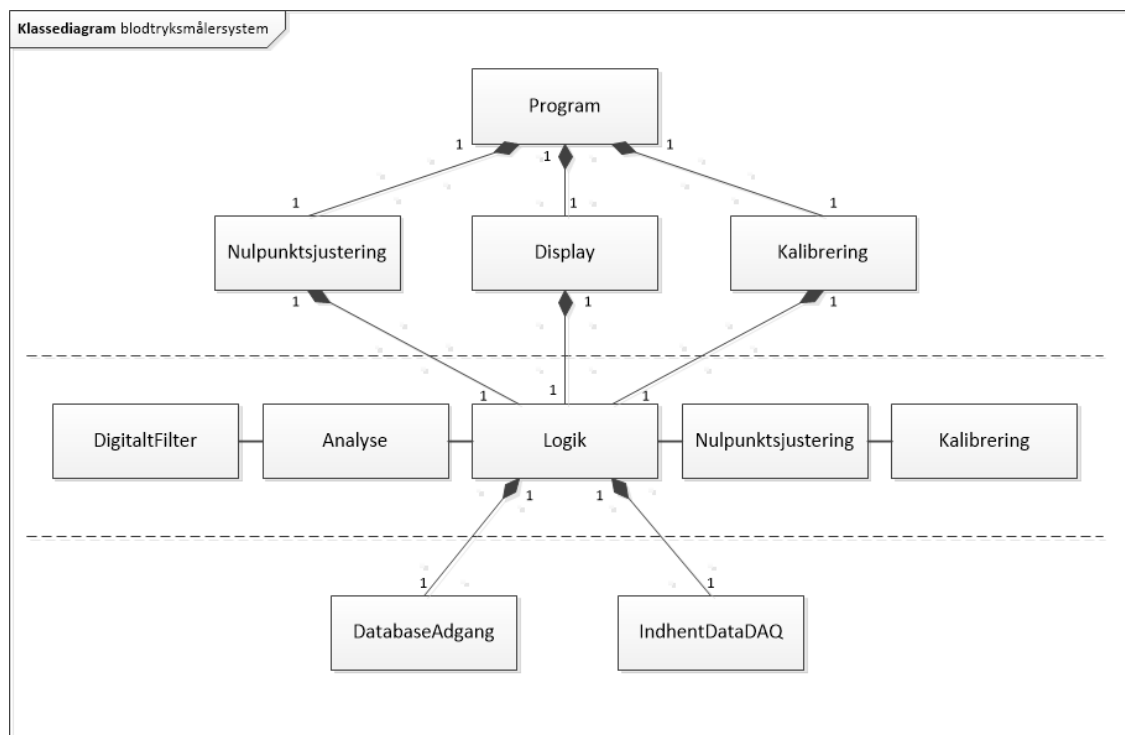 Klassediagram blodtryksmålersystem
Program
1
1
1
1
1
1
Nulpunktsjustering
Display
Kalibrering
1
1
1
1
1
1
DigitaltFilter
Analyse
Logik
Nulpunktsjustering
Kalibrering
1
1
1
1
DatabaseAdgang
IndhentDataDAQ